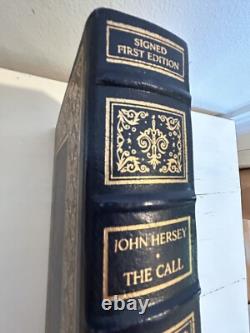 SIGNED
FIRST EDITION
JOHN HERSEY
•
THE CALL
ebay